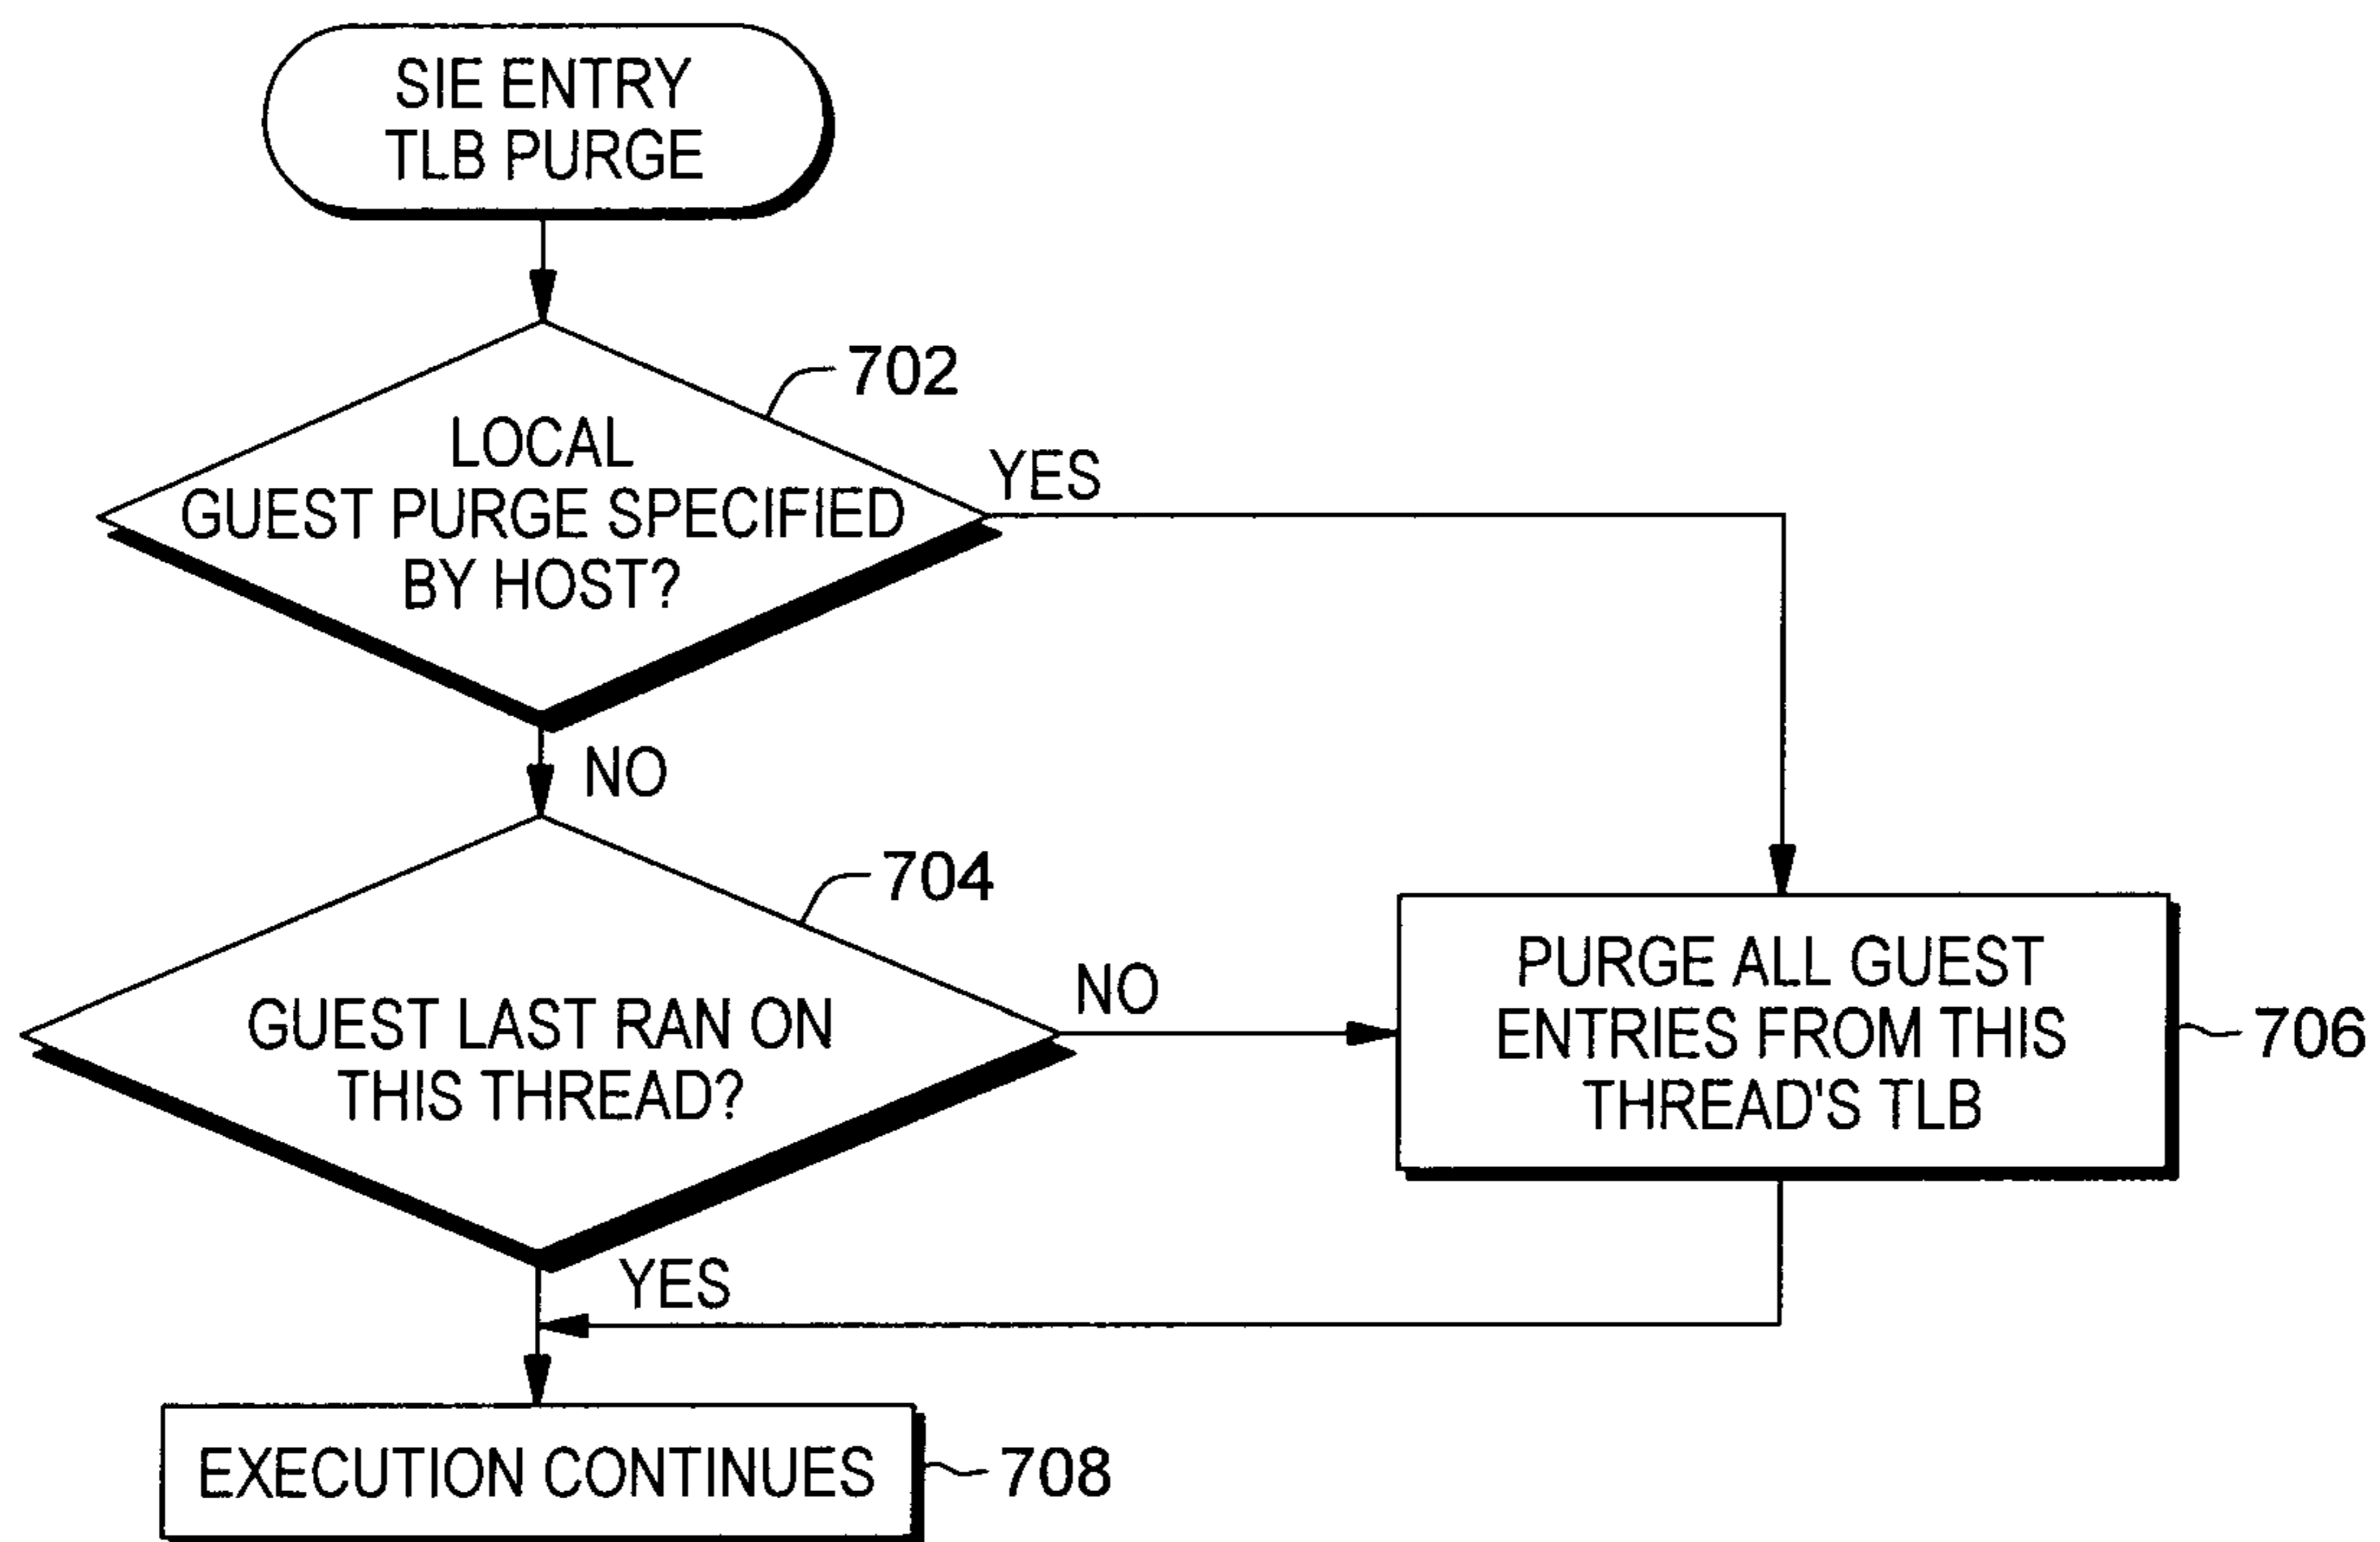 SIE ENTRY
TLB PURGE
702
LOCAL
GUEST PURGE SPECIFIED
BY HOST?
YES
NO
704
GUEST LAST RAN ON
THIS THREAD?
NO
PURGE ALL GUEST
ENTRIES FROM THIS
THREAD'S TLB
706
YES
EXECUTION CONTINUES
708